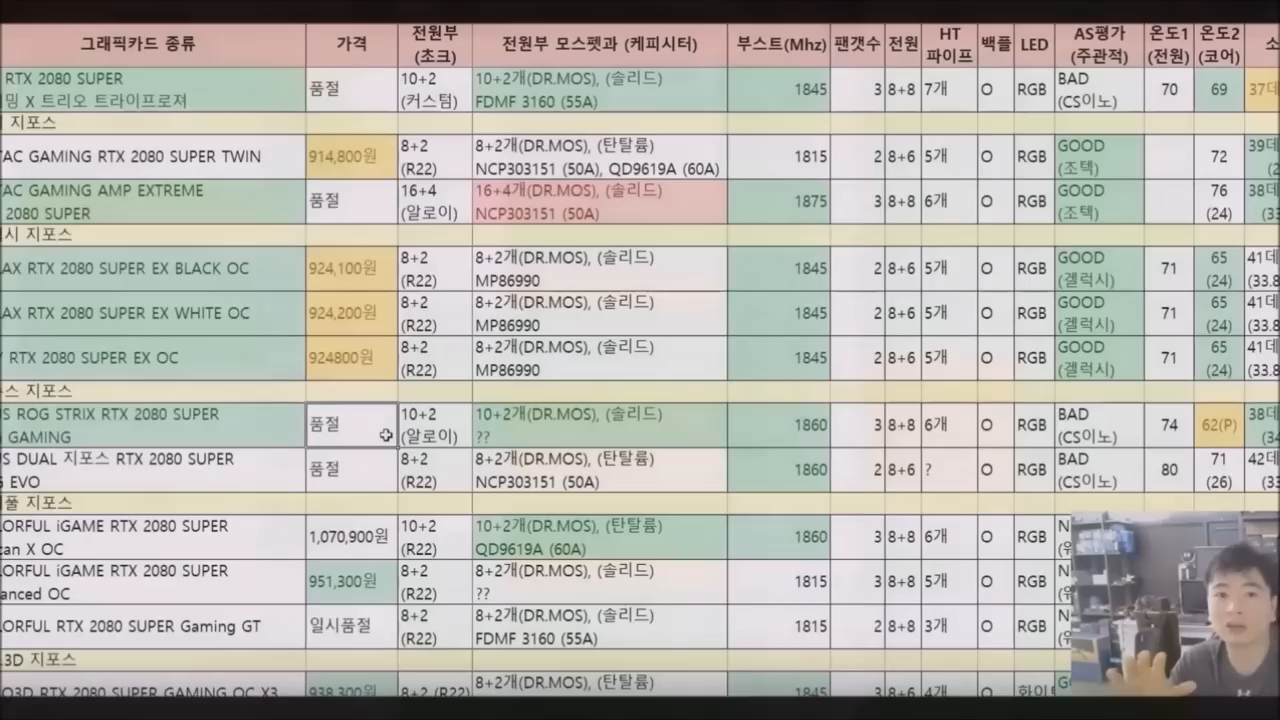 그래픽카드 종류 가격 전원부 (초크) 전원부 모스펫과 (케피시터) 부스트(Mhz) 팬갯수 전원 HT 파이프 백플 LED AS평가 (주관적) 온도1 (전원) 온도2 (코어) 소
RTX 2080 SUPER 10+2 10+2개(DR.MOS), (솔리드) BAD
밍 X 트리오 트라이프로져 품절 (커스텀) FDMF 3160 (55A) 1845 3 8+8 7개 O RGB (CS이노) 70 69 37데
지포스
TAC GAMING RTX 2080 SUPER TWIN 914,800원 8+2 (R22) 8+2개(DR.MOS), (탄탈륨) NCP303151 (50A), QD9619A (60A) 1815 2 8+6 5개 O RGB GOOD (조텍) 72 39데
TAC GAMING AMP EXTREME 16+4 16+4개(DR.MOS), (솔리드) GOOD 76 38데
2080 SUPER 품절 (알로이) NCP303151 (50A) 1875 3 8+8 6개 O RGB (조텍) (24) (33
시 지포스
AX RTX 2080 SUPER EX BLACK OC 924,100원 8+2 (R22) 8+2개(DR.MOS), (솔리드) MP86990 1845 2 8+6 5개 O RGB GOOD (겔럭시) 71 65 (24) 41데 (33.8
AX RTX 2080 SUPER EX WHITE OC 924,200원 8+2 (R22) 8+2개(DR.MOS), (솔리드) MP86990 1845 2 8+6 5개 O RGB GOOD (겔럭시) 71 65 (24) 41데 (33.8
RTX 2080 SUPER EX OC 924800원 8+2 (R22) 8+2개(DR.MOS), (솔리드) MP86990 1845 2 8+6 5개 O RGB GOOD (겔럭시) 71 65 (24) 41데 (33.8
스 지포스
S ROG STRIX RTX 2080 SUPER 10+2 10+2개(DR.MOS), (솔리드) BAD 38데
GAMING 품절 (알로이) ?? 1860 3 8+8 6개 O RGB (CS이노) 74 62(P) (34
S DUAL 지포스 RTX 2080 SUPER 8+2 8+2개(DR.MOS), (탄탈륨) BAD 71 42데
EVO 품절 (R22) NCP303151 (50A) 1860 2 8+6 ? O RGB (CS이노) 80 (26) (33
풀 지포스
ORFUL iGAME RTX 2080 SUPER 10+2 10+2개(DR.MOS), (탄탈륨) N
can X OC 1,070,900원 (R22) QD9619A (60A) 1860 3 8+8 6개 O RGB
ORFUL iGAME RTX 2080 SUPER 8+2 8+2개(DR.MOS), (솔리드) N
anced OC 951,300원 (R22) ?? 1815 3 8+8 5개 O RGB
ORFUL RTX 2080 SUPER Gaming GT 일시품절 8+2 (R22) 8+2개(DR.MOS), (솔리드) FDMF 3160 (55A) 1815 2 8+8 3개 O RGB N
3D 지포스
O3D RTX 2080 SUPER GAMING OC X3 938,300원 8+2 (R22) 8+2개(DR.MOS), (탄탈륨) 1845 3 8+6 4개 O 화이트